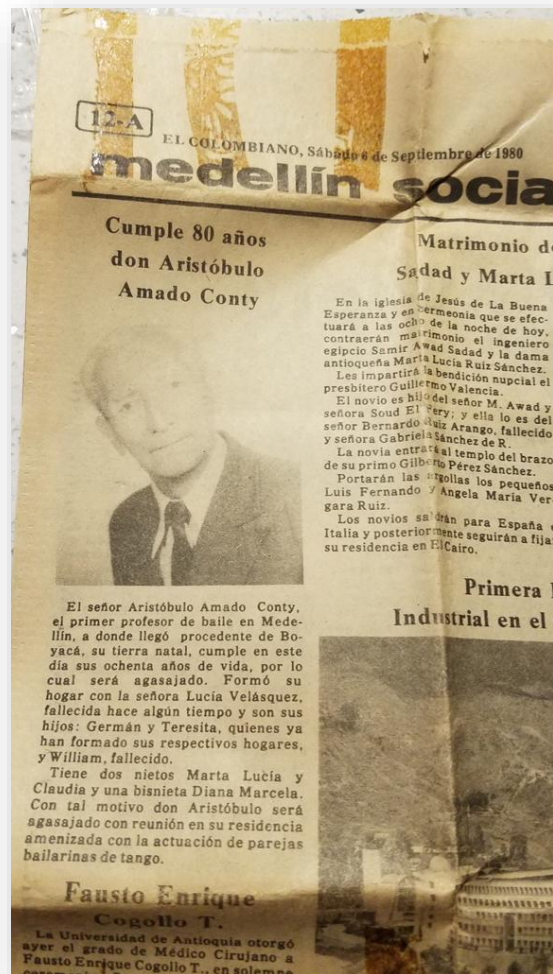 12-A
EL COLOMBIANO, Sábado 6 de Septiembre de 1980
medellín socia
Cumple 80 años
don Aristóbulo
Amado Conty
El señor Aristóbulo Amado Conty,
el primer profesor de baile en Mede-
llín, a donde llegó procedente de Bo-
yacá, su tierra natal, cumple en este
día sus ochenta años de vida, por lo
cual será agasajado. Formó su
hogar con la señora Lucía Velásquez,
fallecida hace algún tiempo y son sus
hijos: Germán y Teresita, quienes ya
han formado sus respectivos hogares,
y William, fallecido.
Tiene dos nietos Marta Lucía y
Claudia y una bisnieta Diana Marcela.
Con tal motivo don Aristóbulo será
agasajado con reunión en su residencia
amenizada con la actuación de parejas
bailarinas de tango.
Fausto Enrique
Cogollo T.
La Universidad de Antioquia otorgó
ayer el grado de Médico Cirujano a
Fausto Enrique Cogollo T., en solemne
Matrimonio d
Sadad y Marta L
En la iglesia de Jesús de La Buena
Esperanza y en ceremonia que se efec-
tuará a las ocho de la noche de hoy,
contraerán matrimonio el ingeniero
egipcio Samir Awad Sadad y la dama
antioqueña Marta Lucía Ruiz Sánchez.
Les impartirá la bendición nupcial el
presbitero Guillermo Valencia.
El novio es hijo del señor M. Awad y
señora Soud El ery; y ella lo es del
señor Bernardo Ruiz Arango, fallecido
y señora Gabriela Sánchez de R.
La novia entrará al templo del brazo
de su primo Gilberto Pérez Sánchez.
Portarán las argollas los pequeños
Luis Fernando y Angela María Ver
gara Ruiz.
Los novios saldrán para España e
Italia y posteriormente seguirán a fija
su residencia en El Cairo.
Primera
Industrial en el